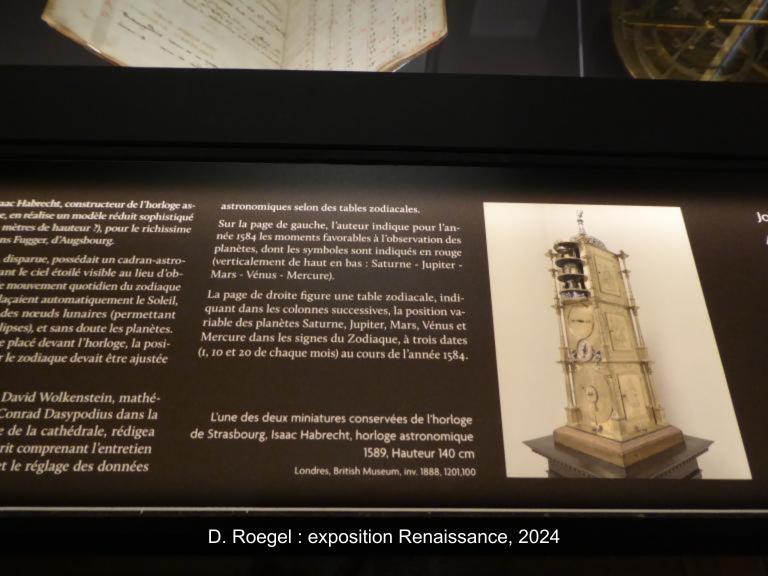 aac Habrecht, constructeur de l'horloge as-
e, en réalise un modèle réduit sophistiqué
mètres de hauteur ?), pour le richissime
ns Fugger, d'Augsbourg.
disparue, possédait un cadran-astro-
ant le ciel étoilé visible au lieu d'ob-
e mouvement quotidien du zodiaque
laçaient automatiquement le Soleil,
des nœuds lunaires (permettant
lipses), et sans doute les planètes.
e placé devant l'horloge, la posi-
r le zodiaque devait être ajustée
David Wolkenstein, mathé-
Conrad Dasypodius dans la
e de la cathédrale, rédigea
rit comprenant l'entretien
et le réglage des données
astronomiques selon des tables zodiacales.
Sur la page de gauche, l'auteur indique pour l'an-
née 1584 les moments favorables à l'observation des
planètes, dont les symboles sont indiqués en rouge
(verticalement de haut en bas : Saturne - Jupiter -
Mars - Vénus - Mercure).
La page de droite figure une table zodiacale, indi-
quant dans les colonnes successives, la position va-
riable des planètes Saturne, Jupiter, Mars, Vénus et
Mercure dans les signes du Zodiaque, à trois dates
(1, 10 et 20 de chaque mois) au cours de l'année 1584.
L'une des deux miniatures conservées de l'horloge
de Strasbourg, Isaac Habrecht, horloge astronomique
1589, Hauteur 140 cm
Londres, British Museum, inv. 1888, 1201,100
Jo
D. Roegel : exposition Renaissance, 2024